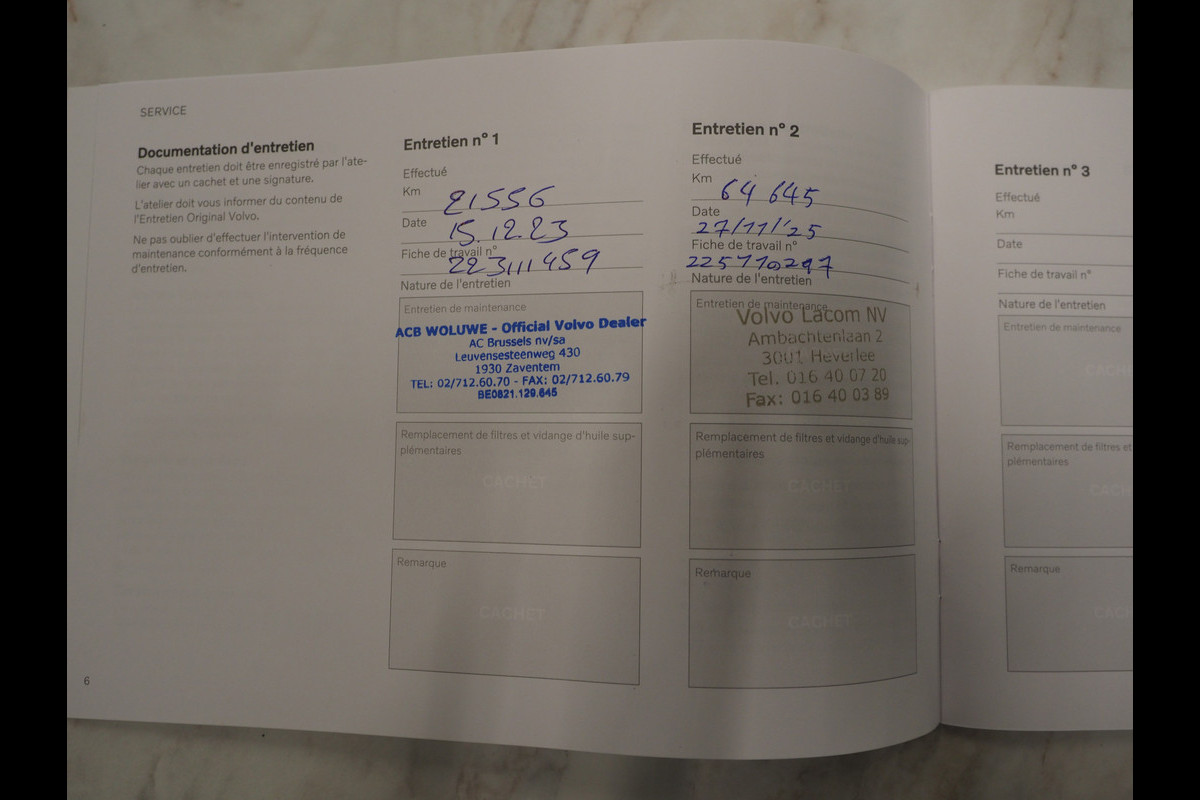 SERVICE
Documentation d'entretien
Chaque entretien doit être enregistré par l'ate-
lier avec un cachet et une signature.
L'atelier doit vous informer du contenu de
l'Entretien Original Volvo.
Ne pas oublier d'effectuer l'intervention de
maintenance conformément à la fréquence
d'entretien.
6
Entretien n° 1
Effectué
Km 21556
Date 15.12.23
Fiche de travail n° 223111459
Nature de l'entretien
Entretien de maintenance
ACB WOLUWE - Official Volvo Dealer
AC Brussels nv/sa
Leuvensesteenweg 430
1930 Zaventem
TEL: 02/712.60.70 - FAX: 02/712.60.79
BE0821.129.645
Remplacement de filtres et vidange d'huile sup-
plémentaires
CACHET
Remarque
CACHET
Entretien n° 2
Effectué
Km 64 645
Date 27/11/'25
Fiche de travail n° 225110297
Nature de l'entretien
Entretien de maintenance
Volvo Lacom NV
Ambachtenlaan 2
3001 Heverlee
Tel. 016 40 07 20
Fax: 016 40 03 89
Remplacement de filtres et vidange d'huile sup-
plémentaires
CACHET
Remarque
CACHET
Entretien n° 3
Effectué
Km
Date
Fiche de travail n°
Nature de l'entretien
Entretien de maintenance
CACH
Remplacement de filtres et
plémentaires
CACH
Remarque
CACH